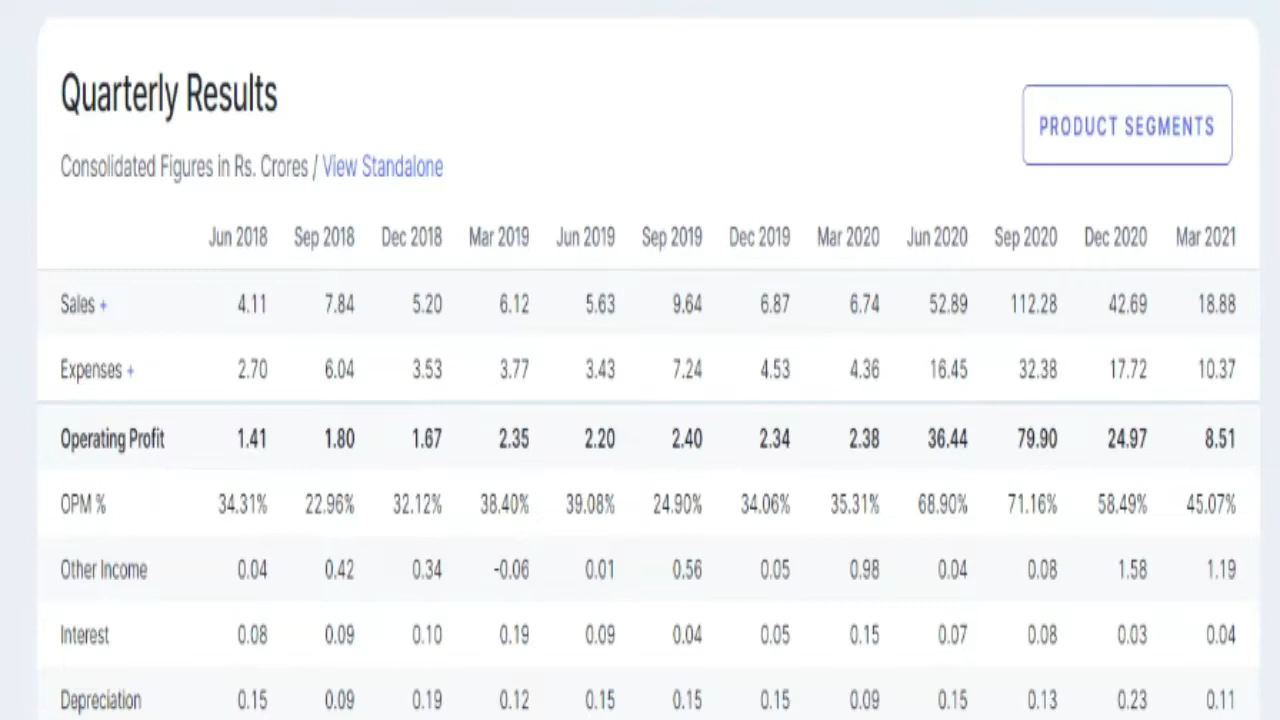 Quarterly Results
PRODUCT SEGMENTS
Consolidated Figures in Rs. Crores / View Standalone
Jun 2018 Sep 2018 Dec 2018 Mar 2019 Jun 2019 Sep 2019 Dec 2019 Mar 2020 Jun 2020 Sep 2020 Dec 2020 Mar 2021
Sales + 4.11 7.84 5.20 6.12 5.63 9.64 6.87 6.74 52.89 112.28 42.69 18.88
Expenses + 2.70 6.04 3.53 3.77 3.43 7.24 4.53 4.36 16.45 32.38 17.72 10.37
Operating Profit 1.41 1.80 1.67 2.35 2.20 2.40 2.34 2.38 36.44 79.90 24.97 8.51
OPM % 34.31% 22.96% 32.12% 38.40% 39.08% 24.90% 34.06% 35.31% 68.90% 71.16% 58.49% 45.07%
Other Income 0.04 0.42 0.34 -0.06 0.01 0.56 0.05 0.98 0.04 0.08 1.58 1.19
Interest 0.08 0.09 0.10 0.19 0.09 0.04 0.05 0.15 0.07 0.08 0.03 0.04
Depreciation 0.15 0.09 0.19 0.12 0.15 0.15 0.15 0.09 0.15 0.13 0.23 0.11